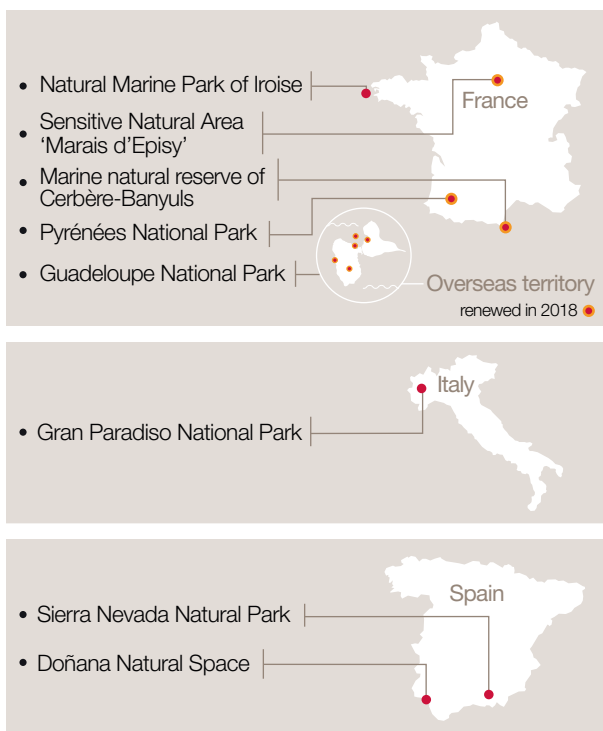 • Natural Marine Park of Iroise
• Sensitive Natural Area
‘Marais d’Episy’
• Marine natural reserve of
Cerbère-Banyuls
• Pyrénées National Park
• Guadeloupe National Park
France
Overseas territory
renewed in 2018
• Gran Paradiso National Park
Italy
• Sierra Nevada Natural Park
• Doñana Natural Space
Spain